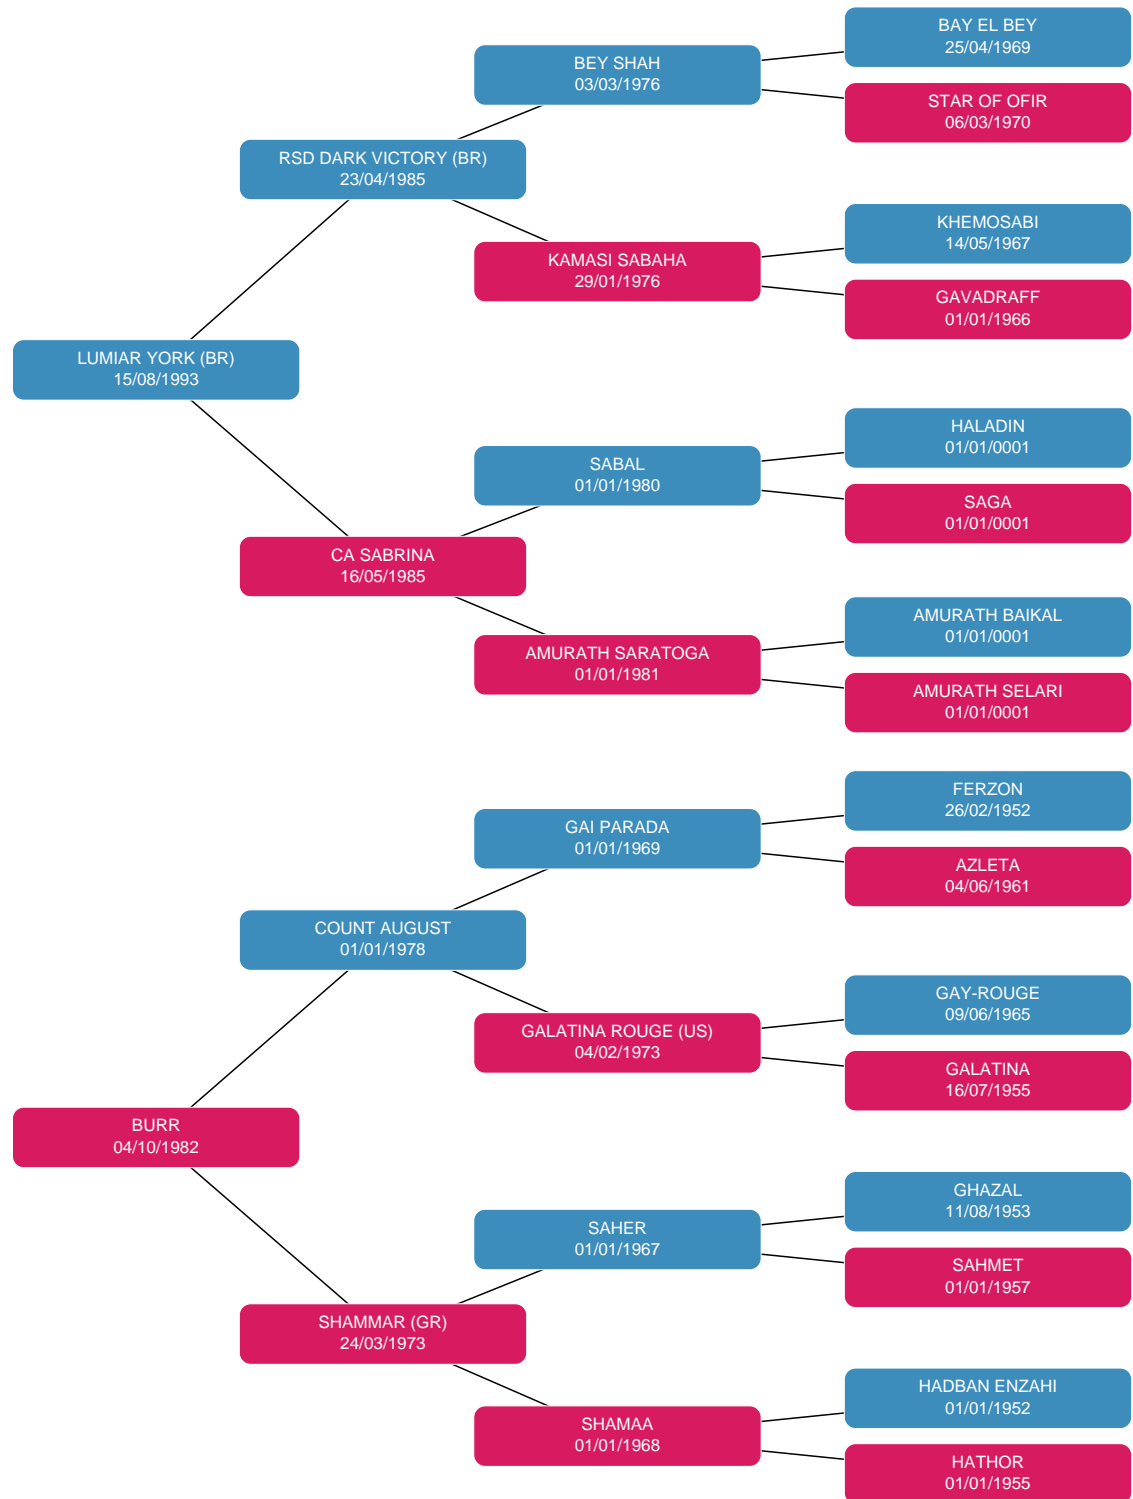 BAY EL BEY
25/04/1969
BEY SHAH
03/03/1976
STAR OF OFIR
06/03/1970
RSD DARK VICTORY (BR)
23/04/1985
KHEMOSABI
14/05/1967
KAMASI SABAHA
29/01/1976
GAVADRAFF
01/01/1966
LUMIAR YORK (BR)
15/08/1993
HALADIN
01/01/0001
SABAL
01/01/1980
SAGA
01/01/0001
CA SABRINA
16/05/1985
AMURATH BAIKAL
01/01/0001
AMURATH SARATOGA
01/01/1981
AMURATH SELARI
01/01/0001
FERZON
26/02/1952
GAI PARADA
01/01/1969
AZLETA
04/06/1961
COUNT AUGUST
01/01/1978
GAY-ROUGE
09/06/1965
GALATINA ROUGE (US)
04/02/1973
GALATINA
16/07/1955
BURR
04/10/1982
GHAZAL
11/08/1953
SAHER
01/01/1967
SAHMET
01/01/1957
SHAMMAR (GR)
24/03/1973
HADBAN ENZAHI
01/01/1952
SHAMAA
01/01/1968
HATHOR
01/01/1955